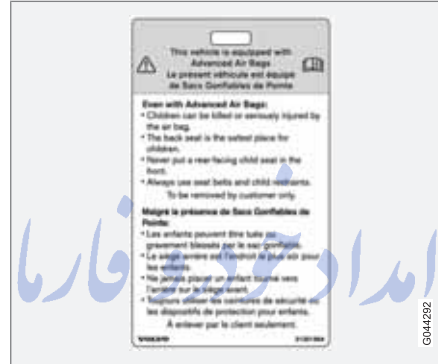 This vehicle is equipped with
Advanced Air Bags
Le présent véhicule est équipé
de Sacs Gonflables de Pointe
Even with Advanced Air Bags:
• Children can be killed or seriously injured by
the air bag.
• The back seat is the safest place for
children.
• Never put a rear-facing child seat in the
front.
• Always use seat belts and child restraints.
To be removed by customer only.
Malgré la présence de Sacs Gonflables de
Pointe:
• Les enfants peuvent être tués ou
gravement blessés par le sac gonflable.
• Le siège arrière est l'endroit le plus sûr pour
les enfants.
• Ne jamais placer un enfant tourné vers
l'arrière sur le siège avant.
• Toujours utiliser les ceintures de sécurité ou
les dispositifs de protection pour enfants.
À enlever par le client seulement.
VOLVO
G044292
امداد خودرو فارما